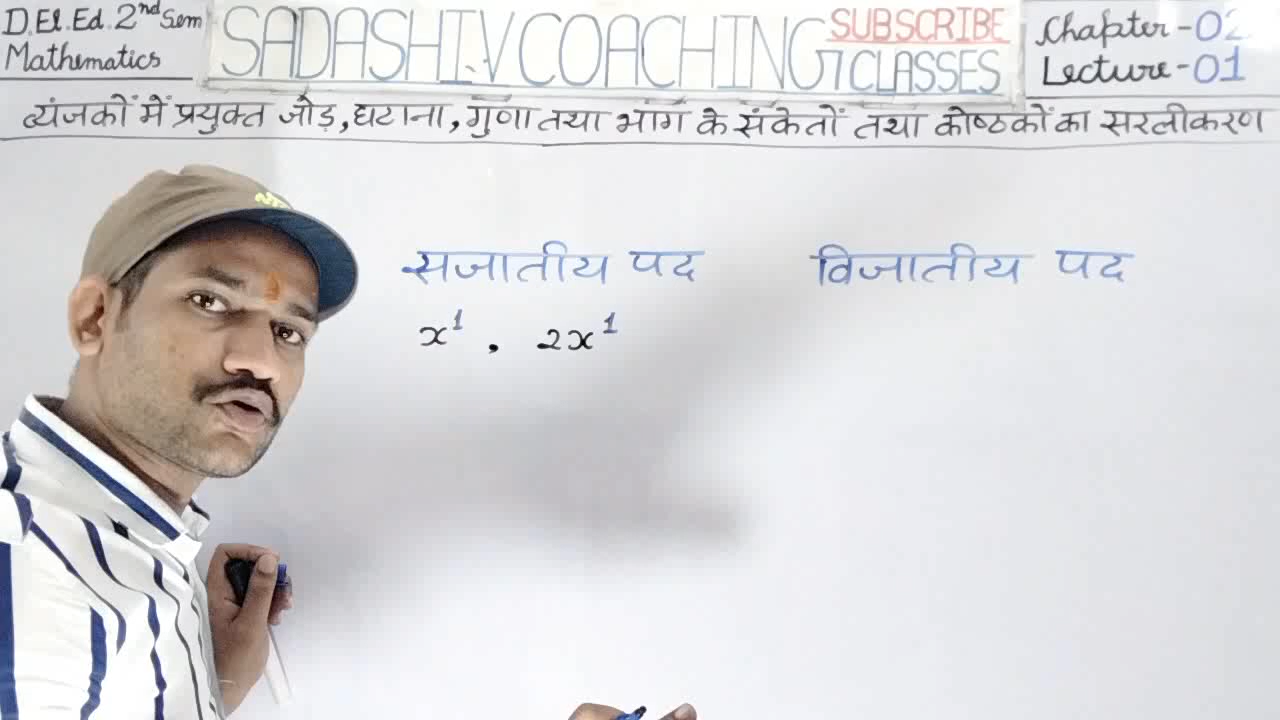 D.El.Ed. 2nd Sem
Mathematics
SADASHIV COACHING
SUBSCRIBE
CLASSES
Chapter - 02
Lecture - 01
व्यंजकों में प्रयुक्त जोड़, घटाना, गुणा तथा भाग के संकेतों तथा कोष्ठकों का सरलीकरण
सजातीय पद विजातीय पद
x¹ , 2x¹